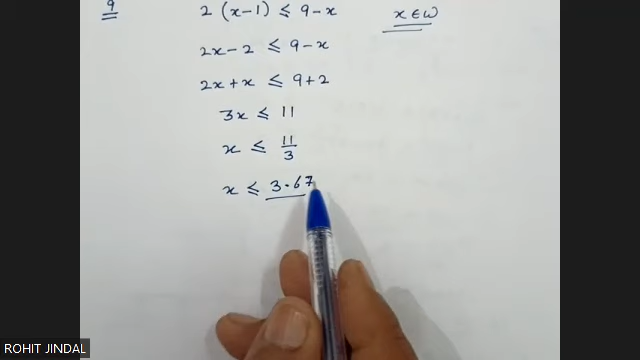 9 2(x-1) ≤ 9-x x ∈ W
2x-2 ≤ 9-x
2x+x ≤ 9+2
3x ≤ 11
x ≤ 11/3
x ≤ 3.67
ROHIT JINDAL